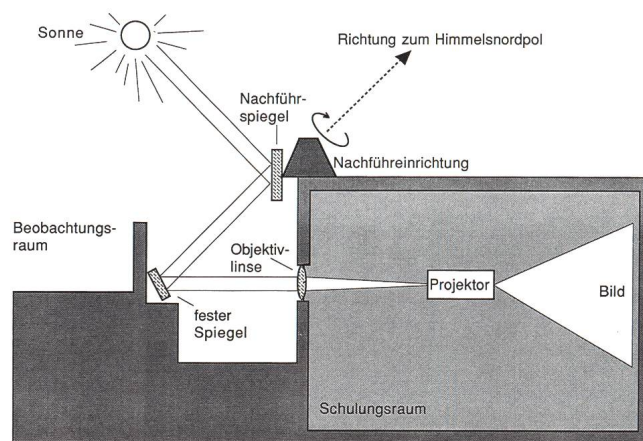 Sonne
Richtung zum Himmelsnordpol
Nachführ-
spiegel
Nachführeinrichtung
Beobachtungs-
raum
Objektiv-
linse
Projektor
Bild
fester
Spiegel
Schulungsraum